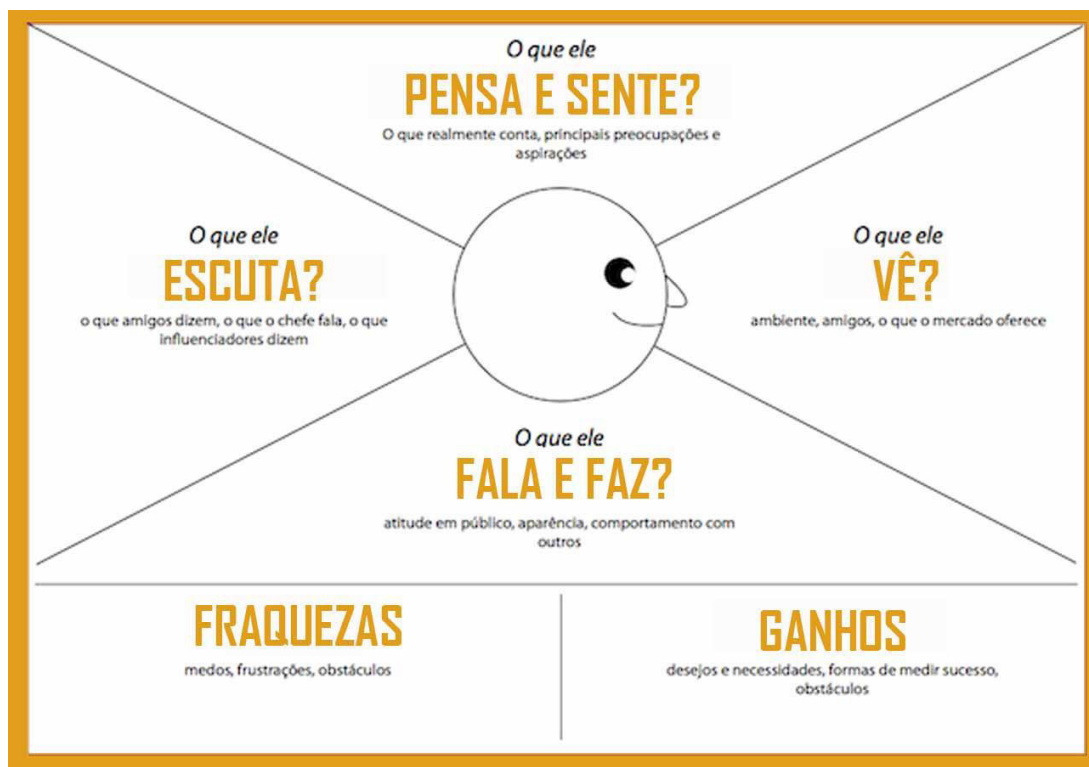 O que ele
PENSA E SENTE?
O que realmente conta, principais preocupações e
aspirações
O que ele
ESCUTA?
o que amigos dizem, o que o chefe fala, o que
influenciadores dizem
O que ele
VÊ?
ambiente, amigos, o que o mercado oferece
O que ele
FALA E FAZ?
atitude em público, aparência, comportamento com
outros
FRAQUEZAS
medos, frustrações, obstáculos
GANHOS
desejos e necessidades, formas de medir sucesso,
obstáculos